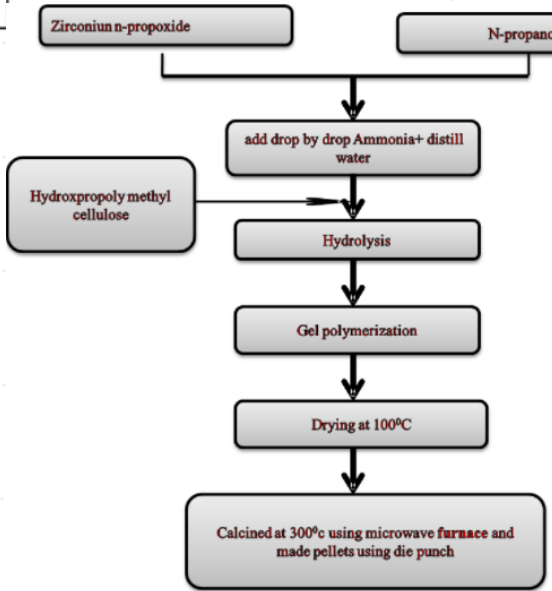 Zirconiun n-propoxide
N-propano
add drop by drop Ammonia+ distill
water
Hydroxpropoly methyl
cellulose
Hydrolysis
Gel polymerization
Drying at 100⁰C
Calcined at 300⁰c using microwave furnace and
made pellets using die punch